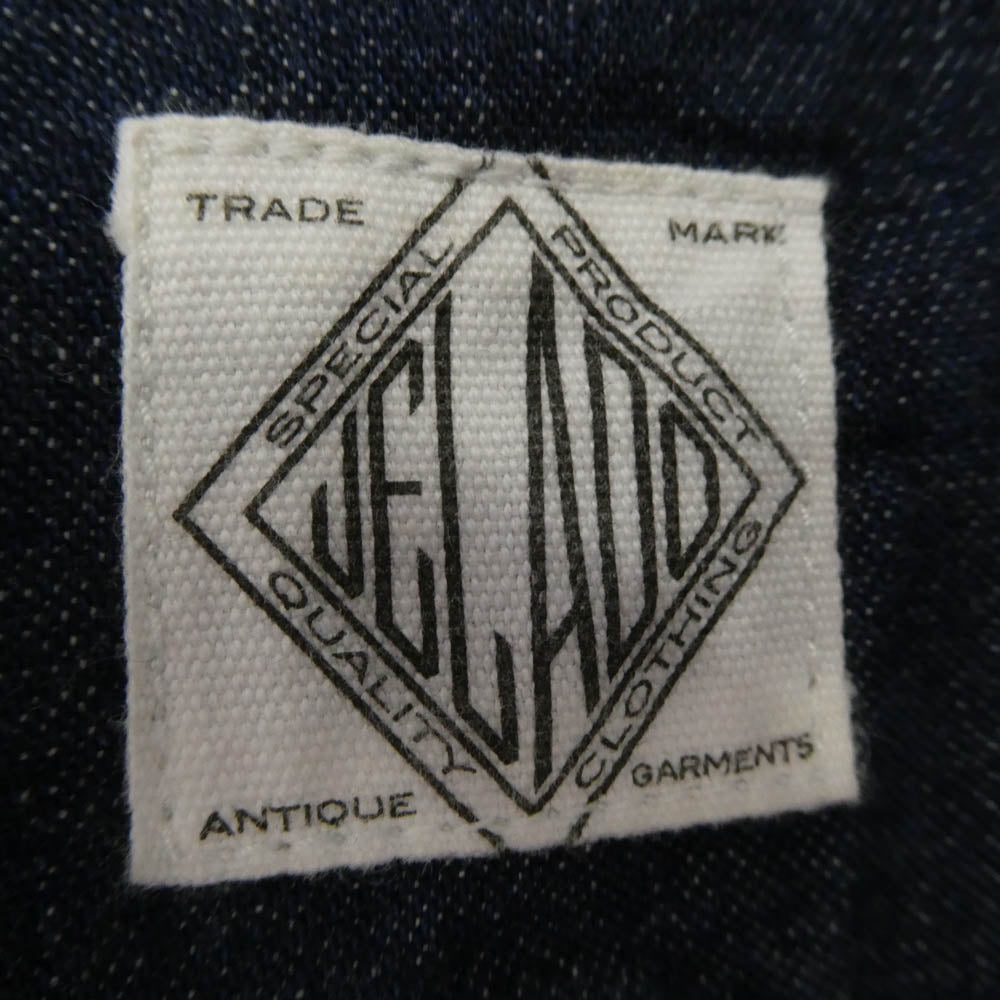 TRADE MARK
SPECIAL PRODUCT
JELADO
QUALITY CLOTHING
ANTIQUE GARMENTS